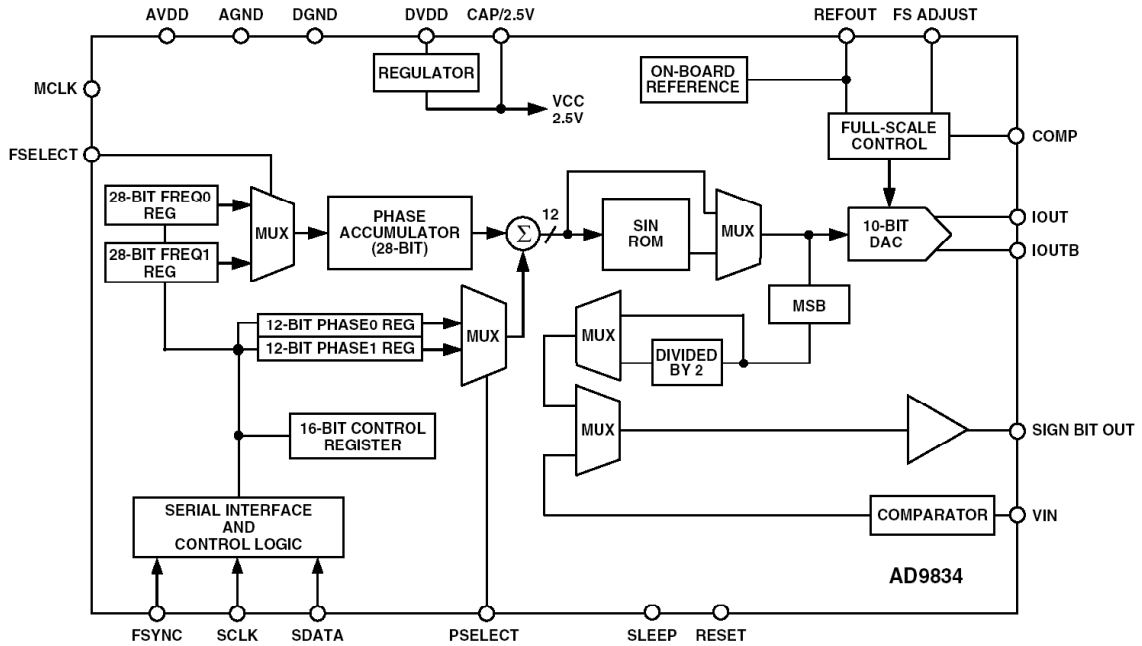 AVDD
AGND
DGND
DVDD
CAP/2.5V
REFOUT
FS ADJUST
MCLK
REGULATOR
VCC
2.5V
ON-BOARD
REFERENCE
FULL-SCALE
CONTROL
COMP
FSELECT
28-BIT FREQ0
REG
28-BIT FREQ1
REG
MUX
PHASE
ACCUMULATOR
(28-BIT)
Σ
12
SIN
ROM
MUX
10-BIT
DAC
IOUT
IOUTB
MSB
12-BIT PHASE0 REG
12-BIT PHASE1 REG
MUX
MUX
DIVIDED
BY 2
16-BIT CONTROL
REGISTER
MUX
SIGN BIT OUT
SERIAL INTERFACE
AND
CONTROL LOGIC
COMPARATOR
VIN
AD9834
FSYNC
SCLK
SDATA
PSELECT
SLEEP
RESET